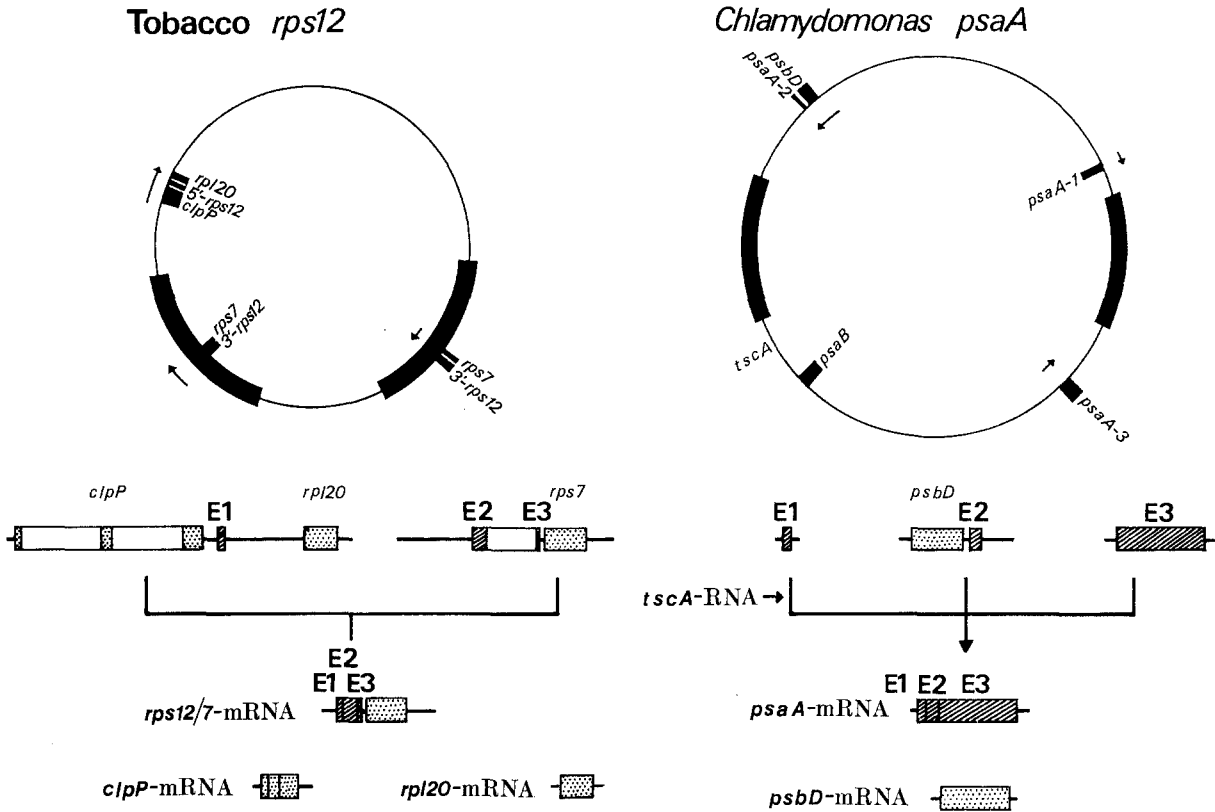 Tobacco rps12
rpl20
5'-rps12
clpP
rps7
3'-rps12
rps7
3'-rps12
clpP
E1
rpl20
E2
E3
rps7
E2
E1 E3
rps12/7-mRNA
clpP-mRNA
rpl20-mRNA
Chlamydomonas psaA
psbD
psaA-2
psaA-1
tscA
psaB
psaA-3
E1
psbD
E2
E3
tscA-RNA
E1 E2 E3
psaA-mRNA
psbD-mRNA